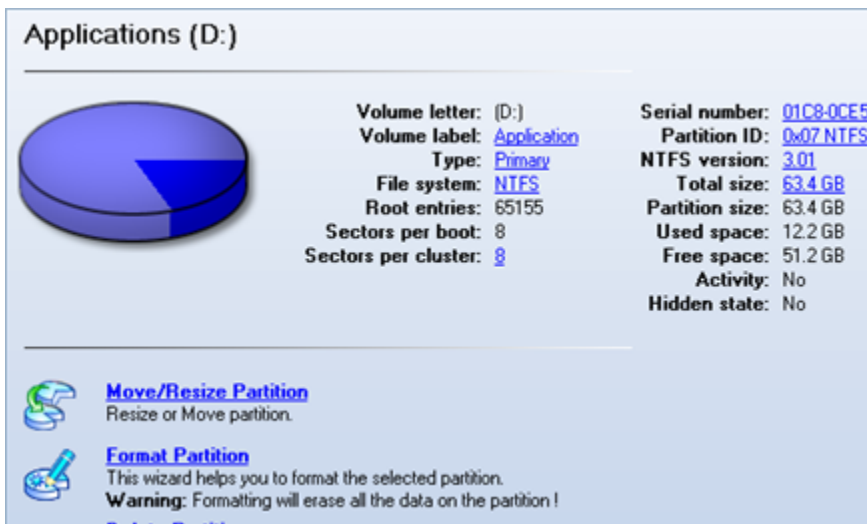 Applications (D:)
Volume letter: (D:)
Volume label: Application
Type: Primary
File system: NTFS
Root entries: 65155
Sectors per boot: 8
Sectors per cluster: 8
Serial number: 01C8-0CE5
Partition ID: 0x07 NTFS
NTFS version: 3.01
Total size: 63.4 GB
Partition size: 63.4 GB
Used space: 12.2 GB
Free space: 51.2 GB
Activity: No
Hidden state: No
Move/Resize Partition
Resize or Move partition.
Format Partition
This wizard helps you to format the selected partition.
Warning: Formatting will erase all the data on the partition !